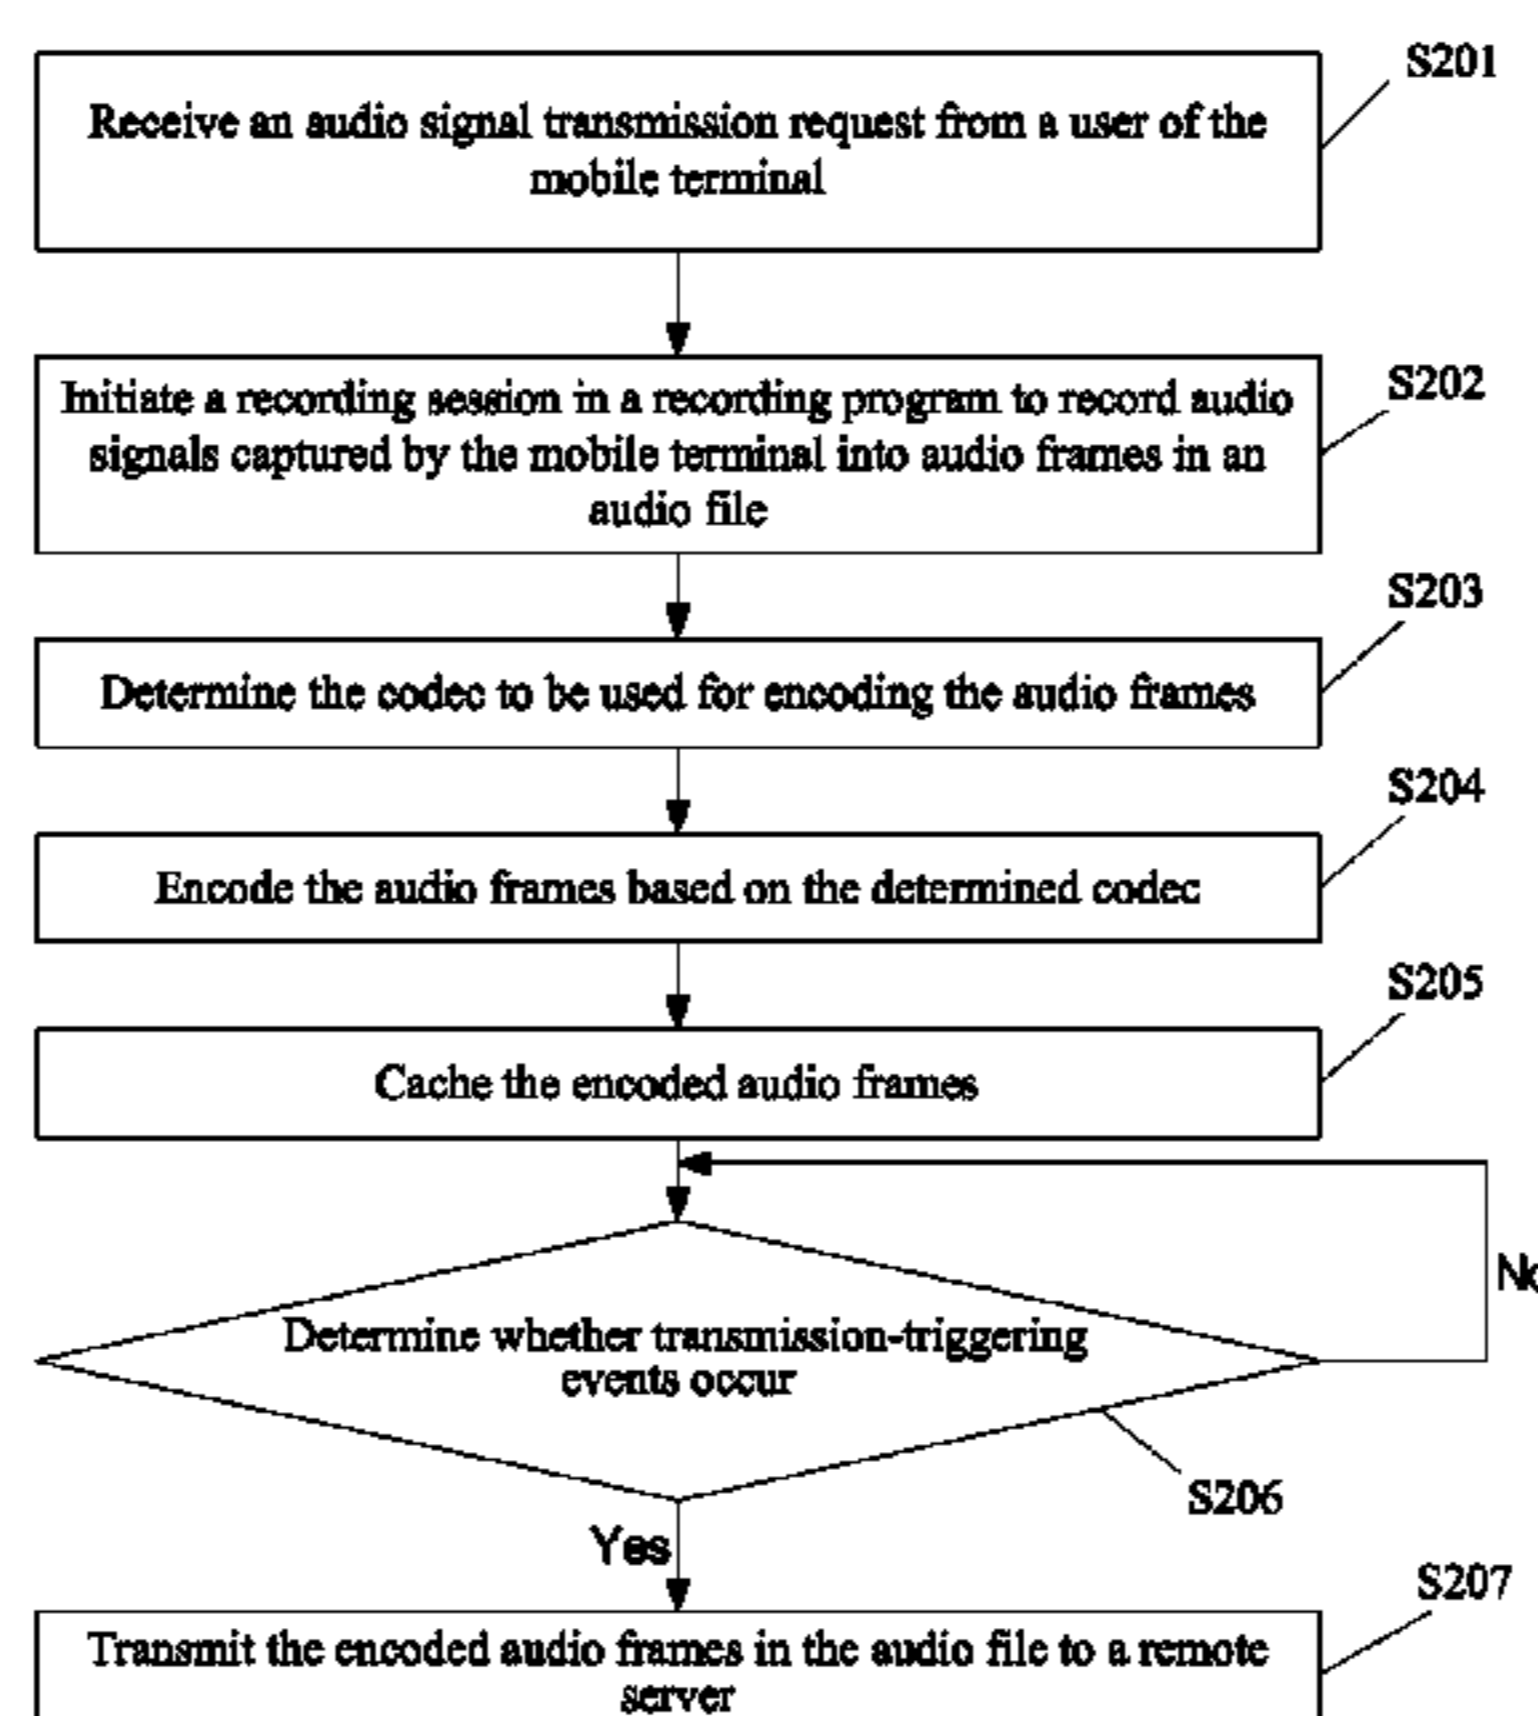 S201
Receive an audio signal transmission request from a user of the
mobile terminal
S202
Initiate a recording session in a recording program to record audio
signals captured by the mobile terminal into audio frames in an
audio file
S203
Determine the codec to be used for encoding the audio frames
S204
Encode the audio frames based on the determined codec
S205
Cache the encoded audio frames
No
Determine whether transmission-triggering
events occur
S206
Yes
S207
Transmit the encoded audio frames in the audio file to a remote
server